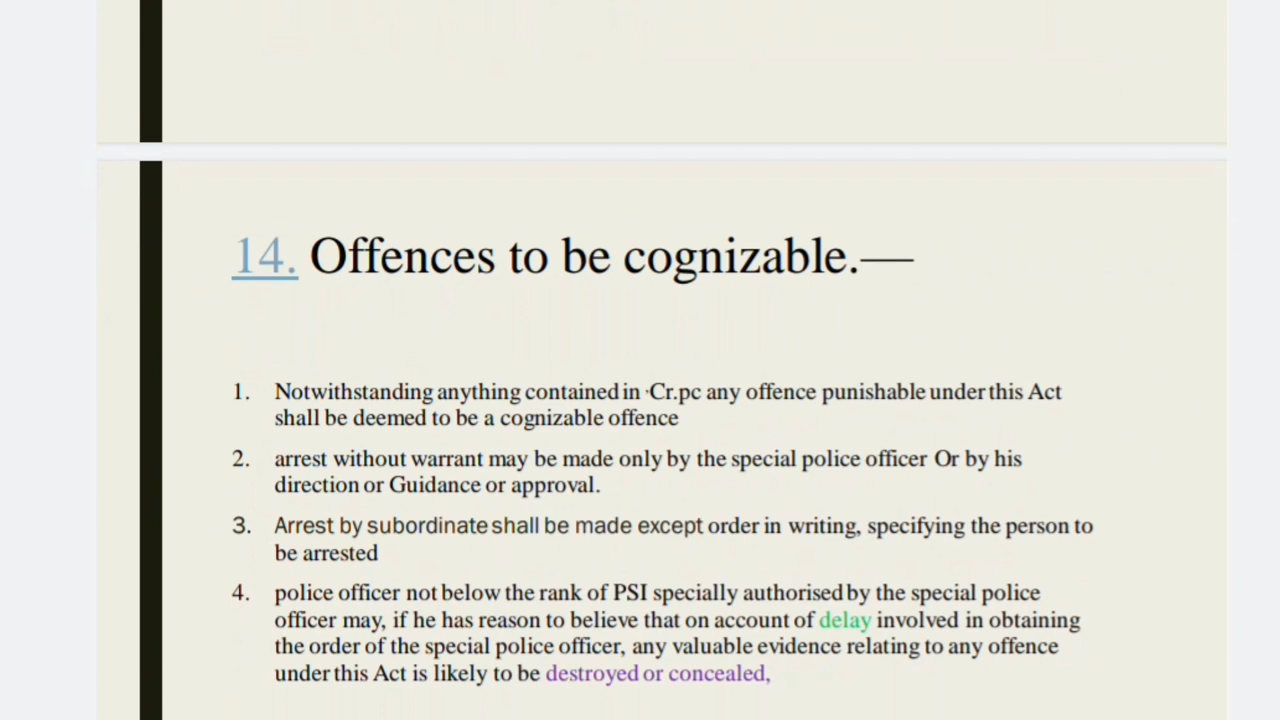 14. Offences to be cognizable.—
1. Notwithstanding anything contained in ·Cr.pc any offence punishable under this Act
shall be deemed to be a cognizable offence
2. arrest without warrant may be made only by the special police officer Or by his
direction or Guidance or approval.
3. Arrest by subordinate shall be made except order in writing, specifying the person to
be arrested
4. police officer not below the rank of PSI specially authorised by the special police
officer may, if he has reason to believe that on account of delay involved in obtaining
the order of the special police officer, any valuable evidence relating to any offence
under this Act is likely to be destroyed or concealed,